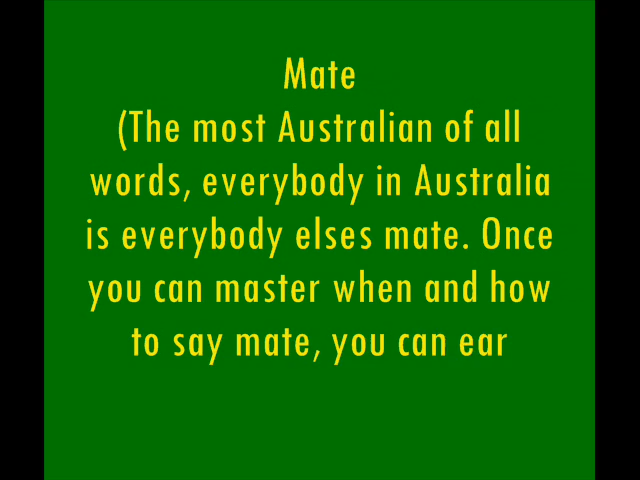 Mate
(The most Australian of all
words, everybody in Australia
is everybody elses mate. Once
you can master when and how
to say mate, you can ear